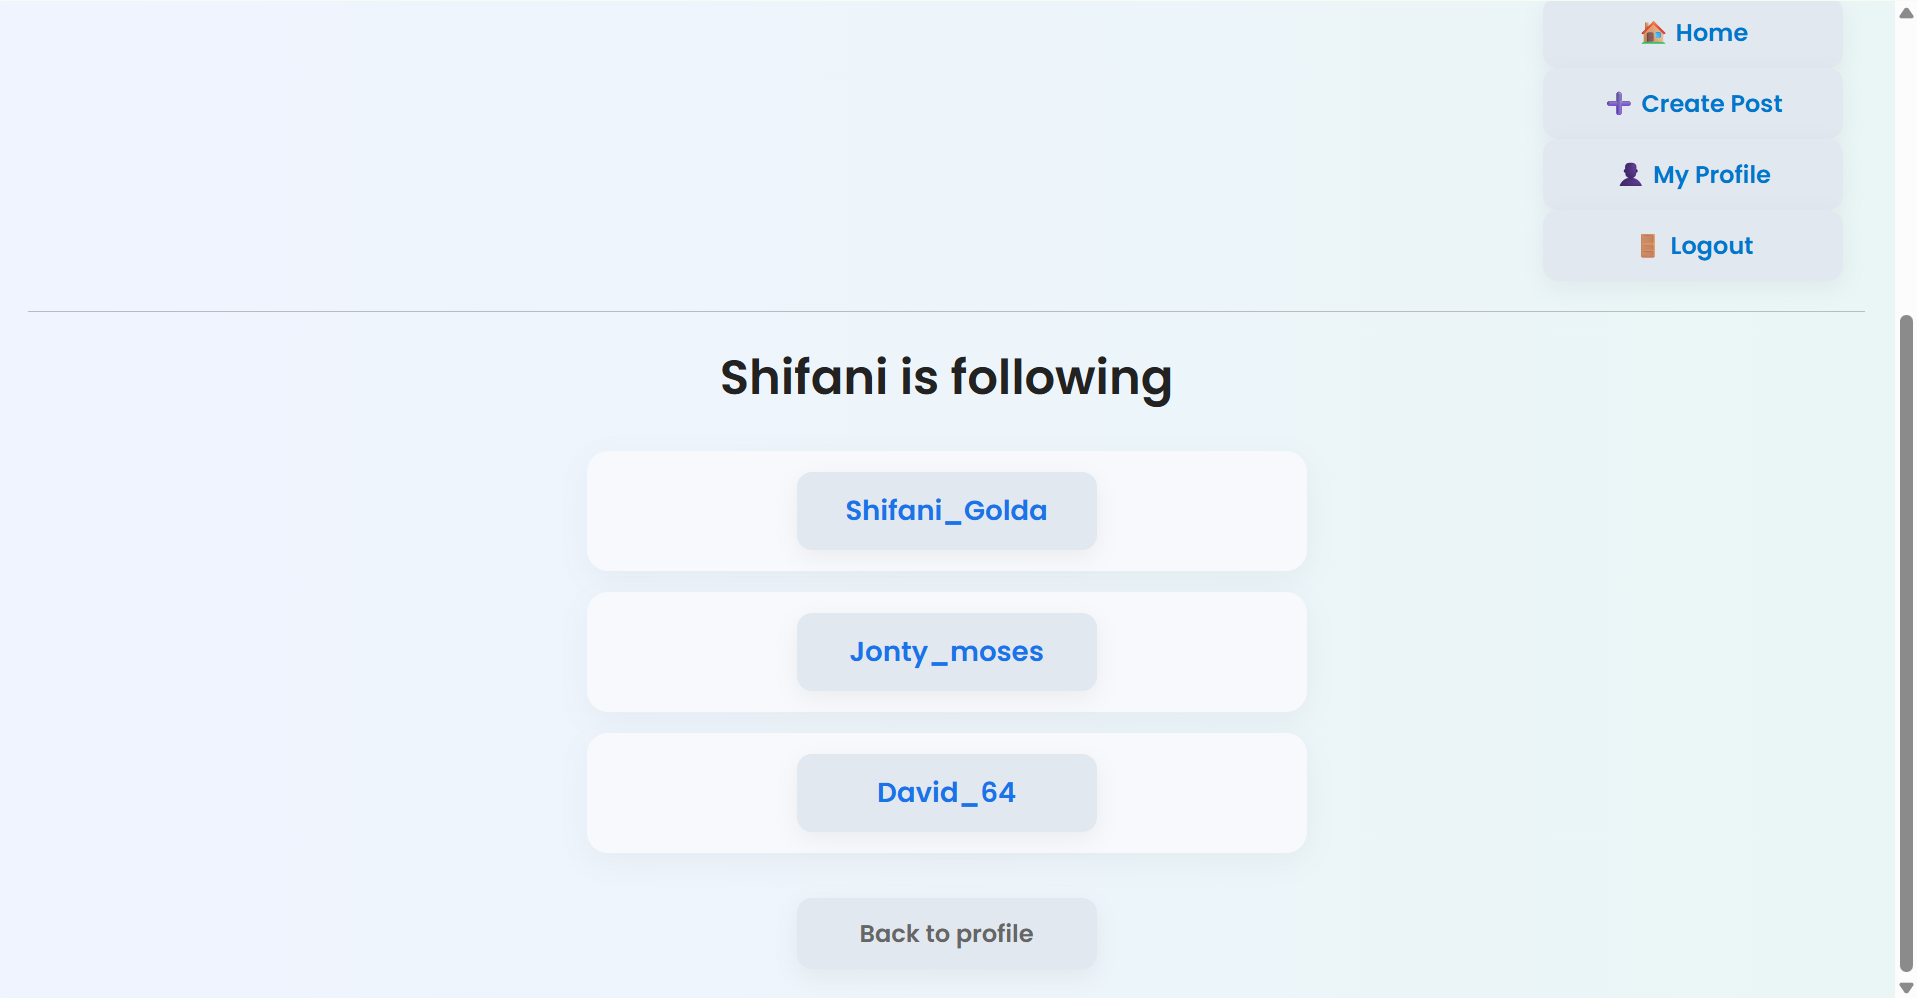 Home
Create Post
My Profile
Logout
Shifani is following
Shifani_Golda
Jonty_moses
David_64
Back to profile